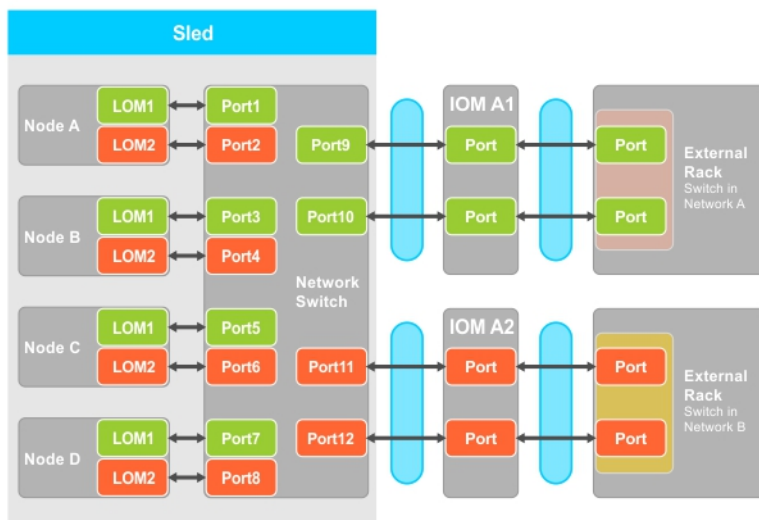 Sled
Node A
LOM1
Port1
LOM2
Port2
Node B
LOM1
Port3
LOM2
Port4
Node C
LOM1
Port5
LOM2
Port6
Node D
LOM1
Port7
LOM2
Port8
Port9
Port10
Network
Switch
Port11
Port12
IOM A1
Port
Port
Port
Port
External
Rack
Switch in
Network A
IOM A2
Port
Port
Port
Port
External
Rack
Switch in
Network B